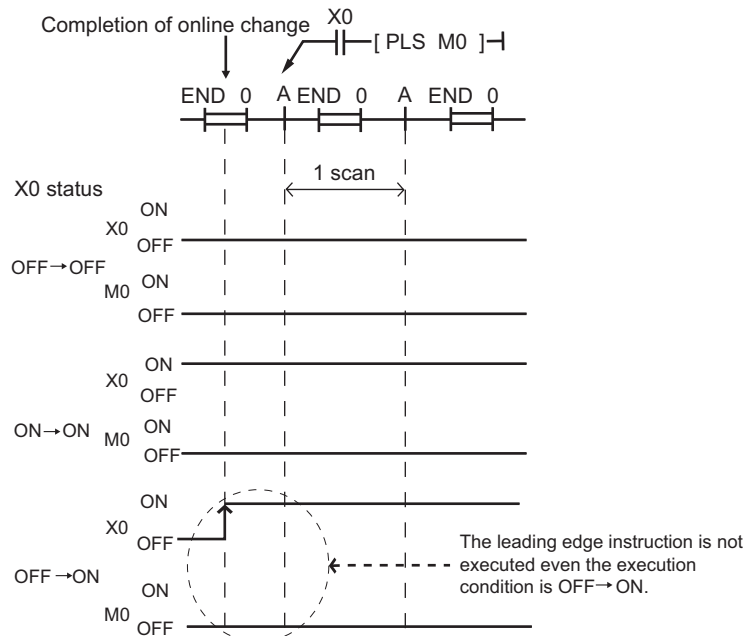 X0
Completion of online change
[ PLS M0 ]
END 0 A END 0 A END 0
1 scan
X0 status
ON
X0
OFF
OFF→OFF
ON
M0
OFF
ON
X0
OFF
ON→ON
ON
M0
OFF
ON
X0
OFF
The leading edge instruction is not
executed even the execution
condition is OFF→ON.
OFF→ON
ON
M0
OFF